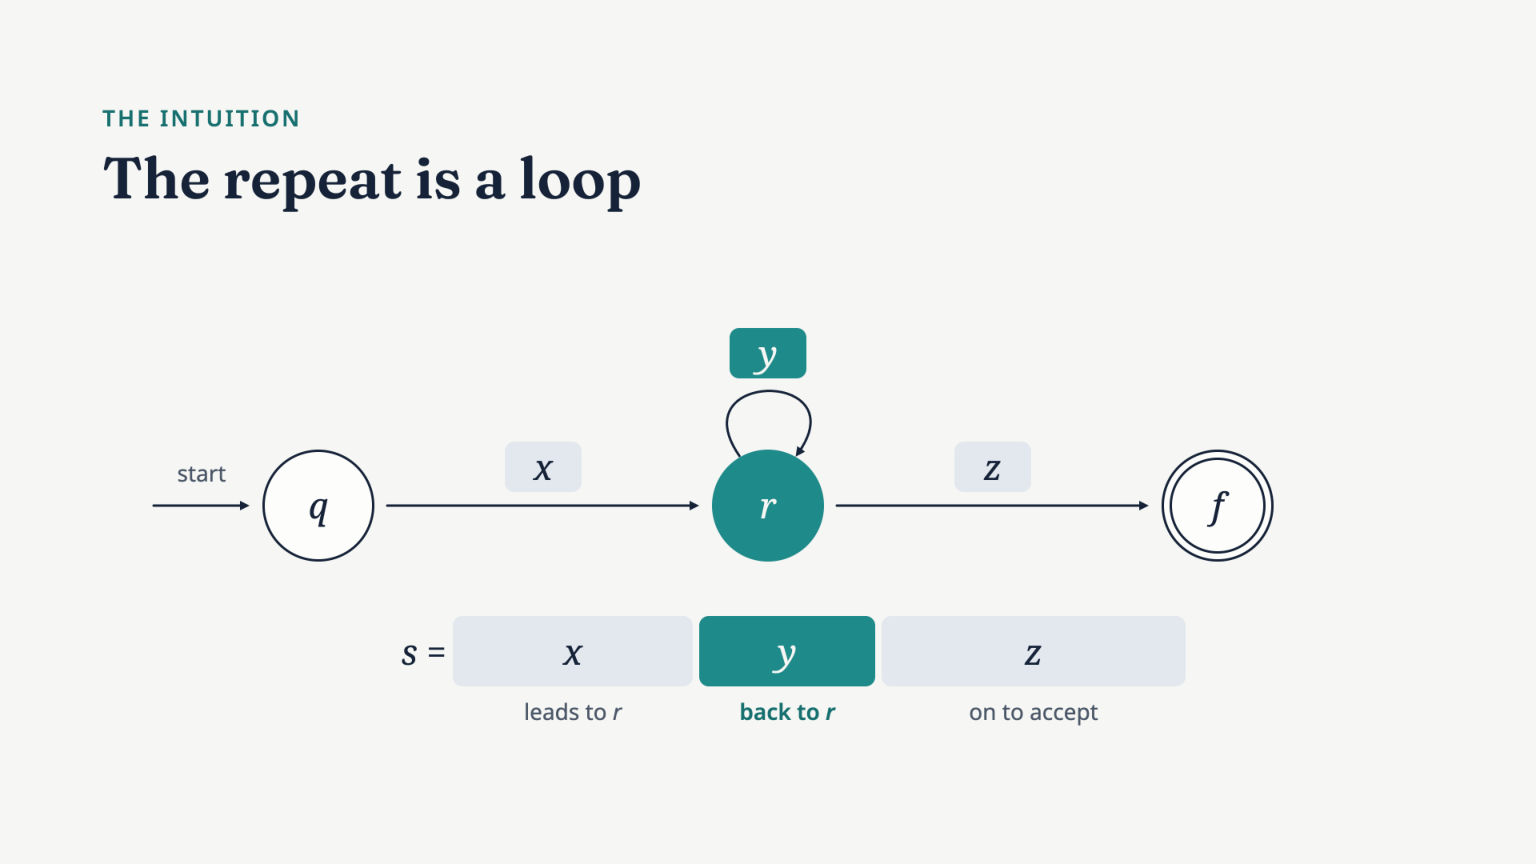 THE INTUITION
The repeat is a loop
y
start
x
z
q
r
f
s = x y z
leads to r back to r on to accept